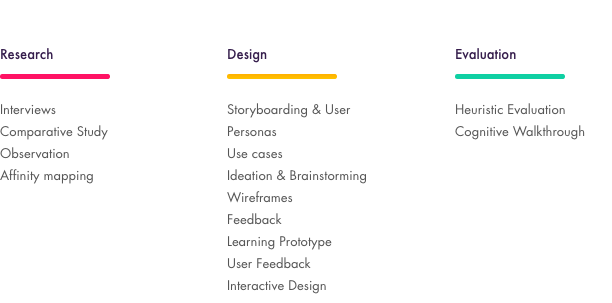 Research
Interviews
Comparative Study
Observation
Affinity mapping
Design
Storyboarding & User
Personas
Use cases
Ideation & Brainstorming
Wireframes
Feedback
Learning Prototype
User Feedback
Interactive Design
Evaluation
Heuristic Evaluation
Cognitive Walkthrough